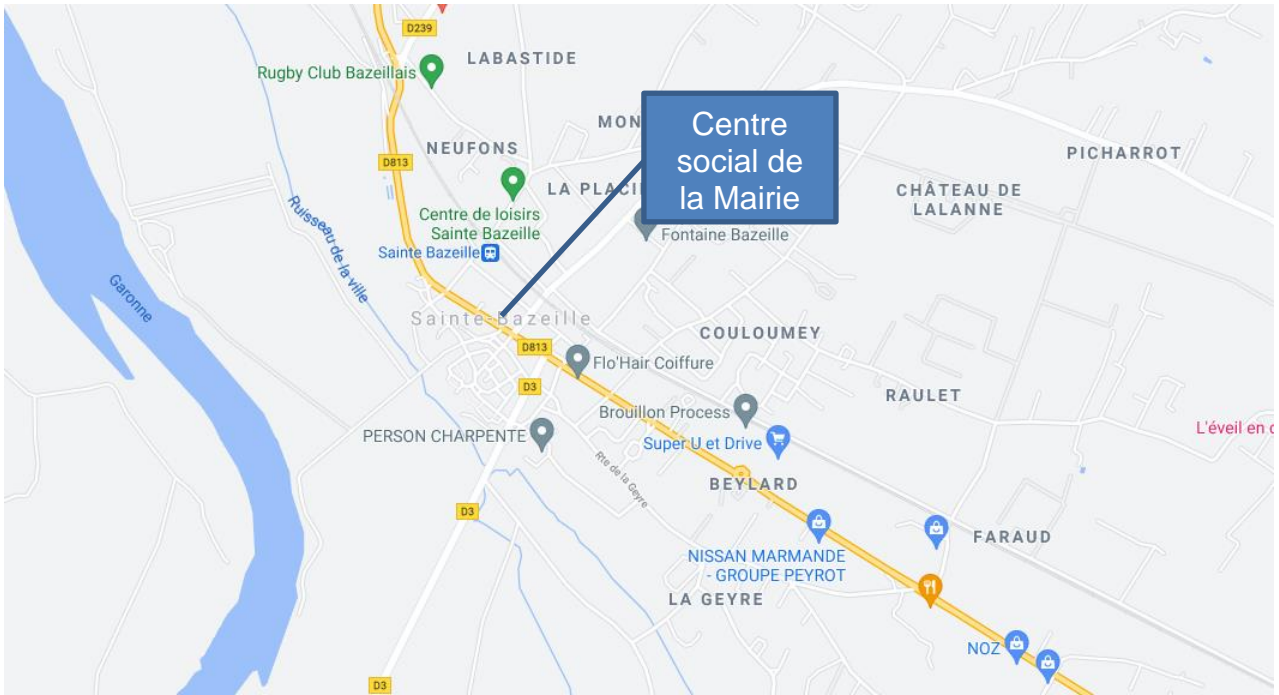 D239
LABASTIDE
Rugby Club Bazeillais
Centre
social de
la Mairie
MON
NEUFONS
D813
PICHARROT
LA PLACI
CHÂTEAU DE
LALANNE
Centre de loisirs
Sainte Bazeille
Fontaine Bazeille
Sainte Bazeille
Ruisseau de la ville
Garonne
Sainte-Bazeille
COULOUMEY
D813
Flo'Hair Coiffure
D3
RAULET
Brouillon Process
L'éveil en c
PERSON CHARPENTE
Super U et Drive
Rte de la Geyre
BEYLARD
D3
FARAUD
NISSAN MARMANDE
- GROUPE PEYROT
LA GEYRE
NOZ
D3